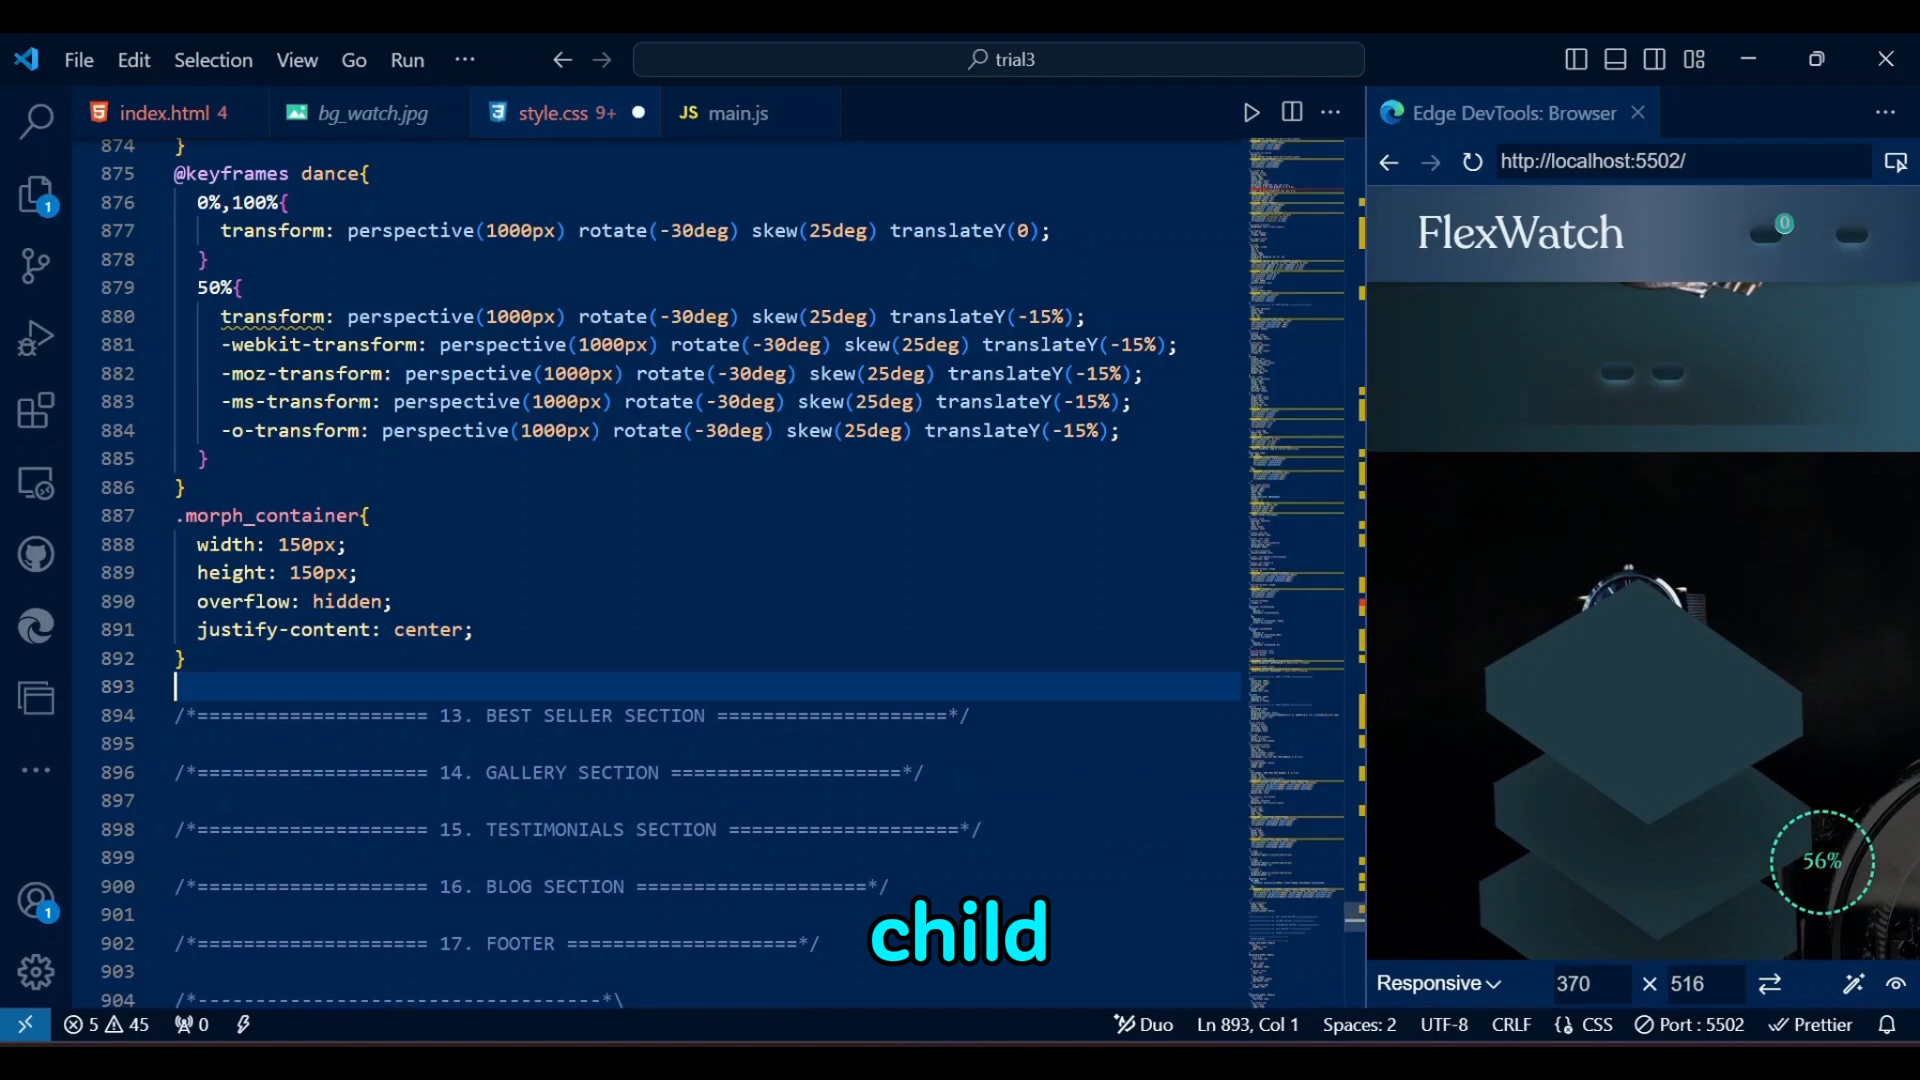 File Edit Selection View Go Run ··· trial3
index.html 4 bg_watch.jpg style.css 9+ JS main.js
Edge DevTools: Browser
http://localhost:5502/
874 }
875 @keyframes dance{
876 0%,100%{
877 transform: perspective(1000px) rotate(-30deg) skew(25deg) translateY(0);
878 }
879 50%{
880 transform: perspective(1000px) rotate(-30deg) skew(25deg) translateY(-15%);
881 -webkit-transform: perspective(1000px) rotate(-30deg) skew(25deg) translateY(-15%);
882 -moz-transform: perspective(1000px) rotate(-30deg) skew(25deg) translateY(-15%);
883 -ms-transform: perspective(1000px) rotate(-30deg) skew(25deg) translateY(-15%);
884 -o-transform: perspective(1000px) rotate(-30deg) skew(25deg) translateY(-15%);
885 }
886 }
887 .morph_container{
888 width: 150px;
889 height: 150px;
890 overflow: hidden;
891 justify-content: center;
892 }
893
894 /*==================== 13. BEST SELLER SECTION ====================*/
895
896 /*==================== 14. GALLERY SECTION ====================*/
897
898 /*==================== 15. TESTIMONIALS SECTION ====================*/
899
900 /*==================== 16. BLOG SECTION ====================*/
901
902 /*==================== 17. FOOTER ====================*/
903
904 /*-----------------------------------*\
child
FlexWatch
0
56%
Responsive 370 × 516
1
1
5 45 0
Duo Ln 893, Col 1 Spaces: 2 UTF-8 CRLF CSS Port : 5502 Prettier